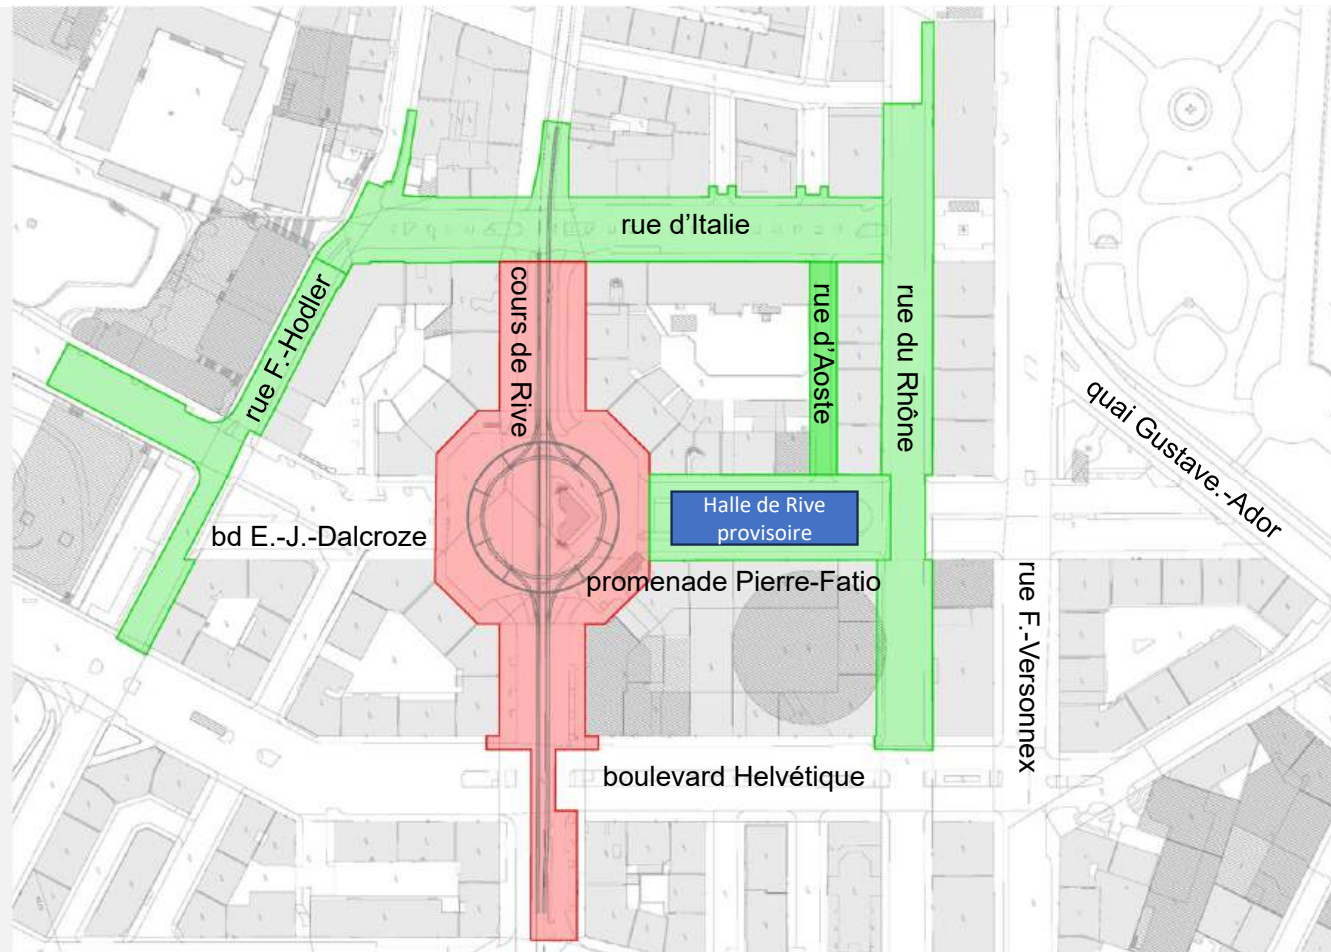 rue d'Italie
cours de Rive
rue F.-Hodler
rue d'Aoste
rue du Rhône
quai Gustave.-Ador
Halle de Rive
provisoire
bd E.-J.-Dalcroze
promenade Pierre-Fatio
rue F.-Versonnex
boulevard Helvétique